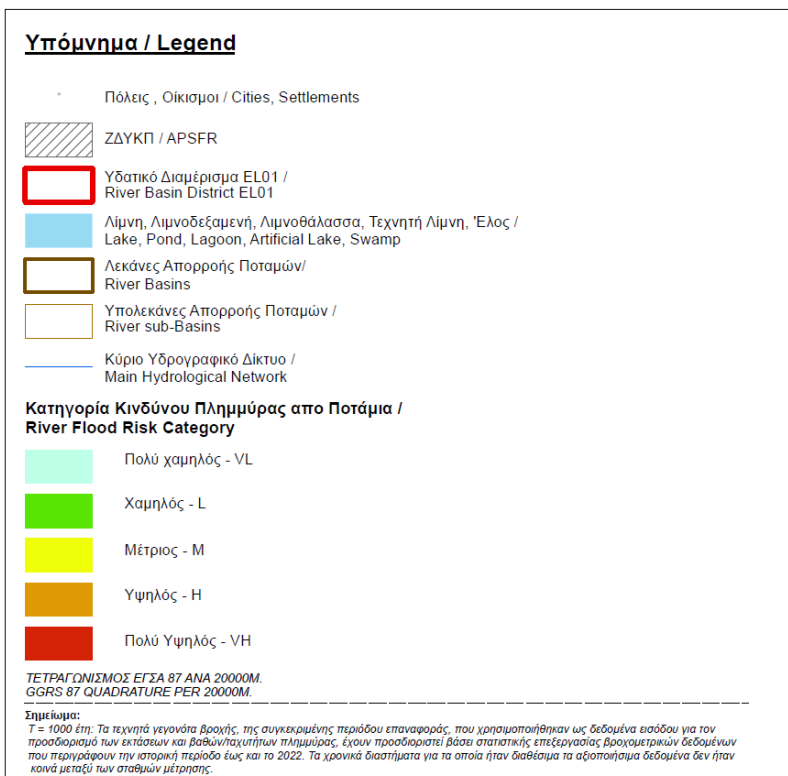 Υπόμνημα / Legend
Πόλεις , Οίκισμοι / Cities, Settlements
ΖΔΥΚΠ / APSFR
Υδατικό Διαμέρισμα EL01 /
River Basin District EL01
Λίμνη, Λιμνοδεξαμενή, Λιμνοθάλασσα, Τεχνητή Λίμνη, 'Ελος /
Lake, Pond, Lagoon, Artificial Lake, Swamp
Λεκάνες Απορροής Ποταμών/
River Basins
Υπολεκάνες Απορροής Ποταμών /
River sub-Basins
Κύριο Υδρογραφικό Δίκτυο /
Main Hydrological Network
Κατηγορία Κινδύνου Πλημμύρας απο Ποτάμια /
River Flood Risk Category
Πολύ χαμηλός - VL
Χαμηλός - L
Μέτριος - M
Υψηλός - H
Πολύ Υψηλός - VH
ΤΕΤΡΑΓΩΝΙΣΜΟΣ ΕΓΣΑ 87 ΑΝΑ 20000Μ.
GGRS 87 QUADRATURE PER 20000M.
Σημείωμα:
T = 1000 έτη: Τα τεχνητά γεγονότα βροχής, της συγκεκριμένης περιόδου επαναφοράς, που χρησιμοποιήθηκαν ως δεδομένα εισόδου για τον
προσδιορισμό των εκτάσεων και βαθών/ταχυτήτων πλημμύρας, έχουν προσδιοριστεί βάσει στατιστικής επεξεργασίας βροχομετρικών δεδομένων
που περιγράφουν την ιστορική περίοδο έως και το 2022. Τα χρονικά διαστήματα για τα οποία ήταν διαθέσιμα τα αξιοποιήσιμα δεδομένα δεν ήταν
κοινά μεταξύ των σταθμών μέτρησης.